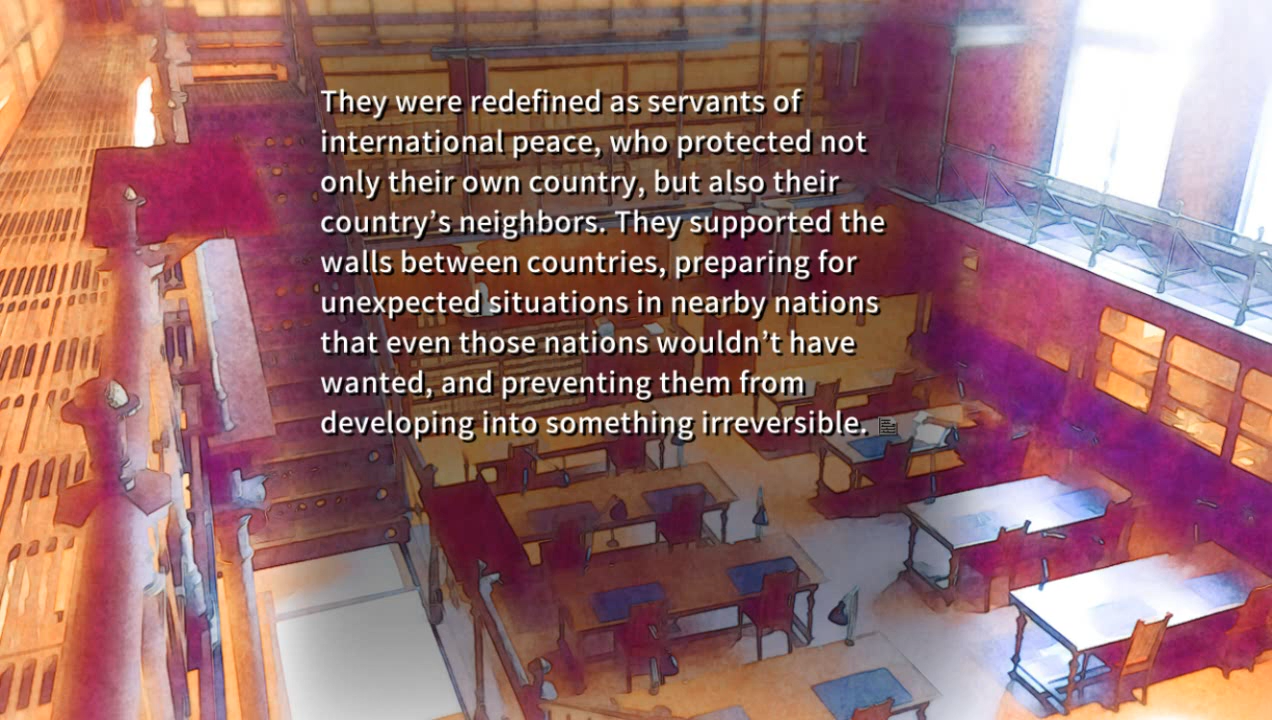 They were redefined as servants of
international peace, who protected not
only their own country, but also their
country’s neighbors. They supported the
walls between countries, preparing for
unexpected situations in nearby nations
that even those nations wouldn’t have
wanted, and preventing them from
developing into something irreversible.